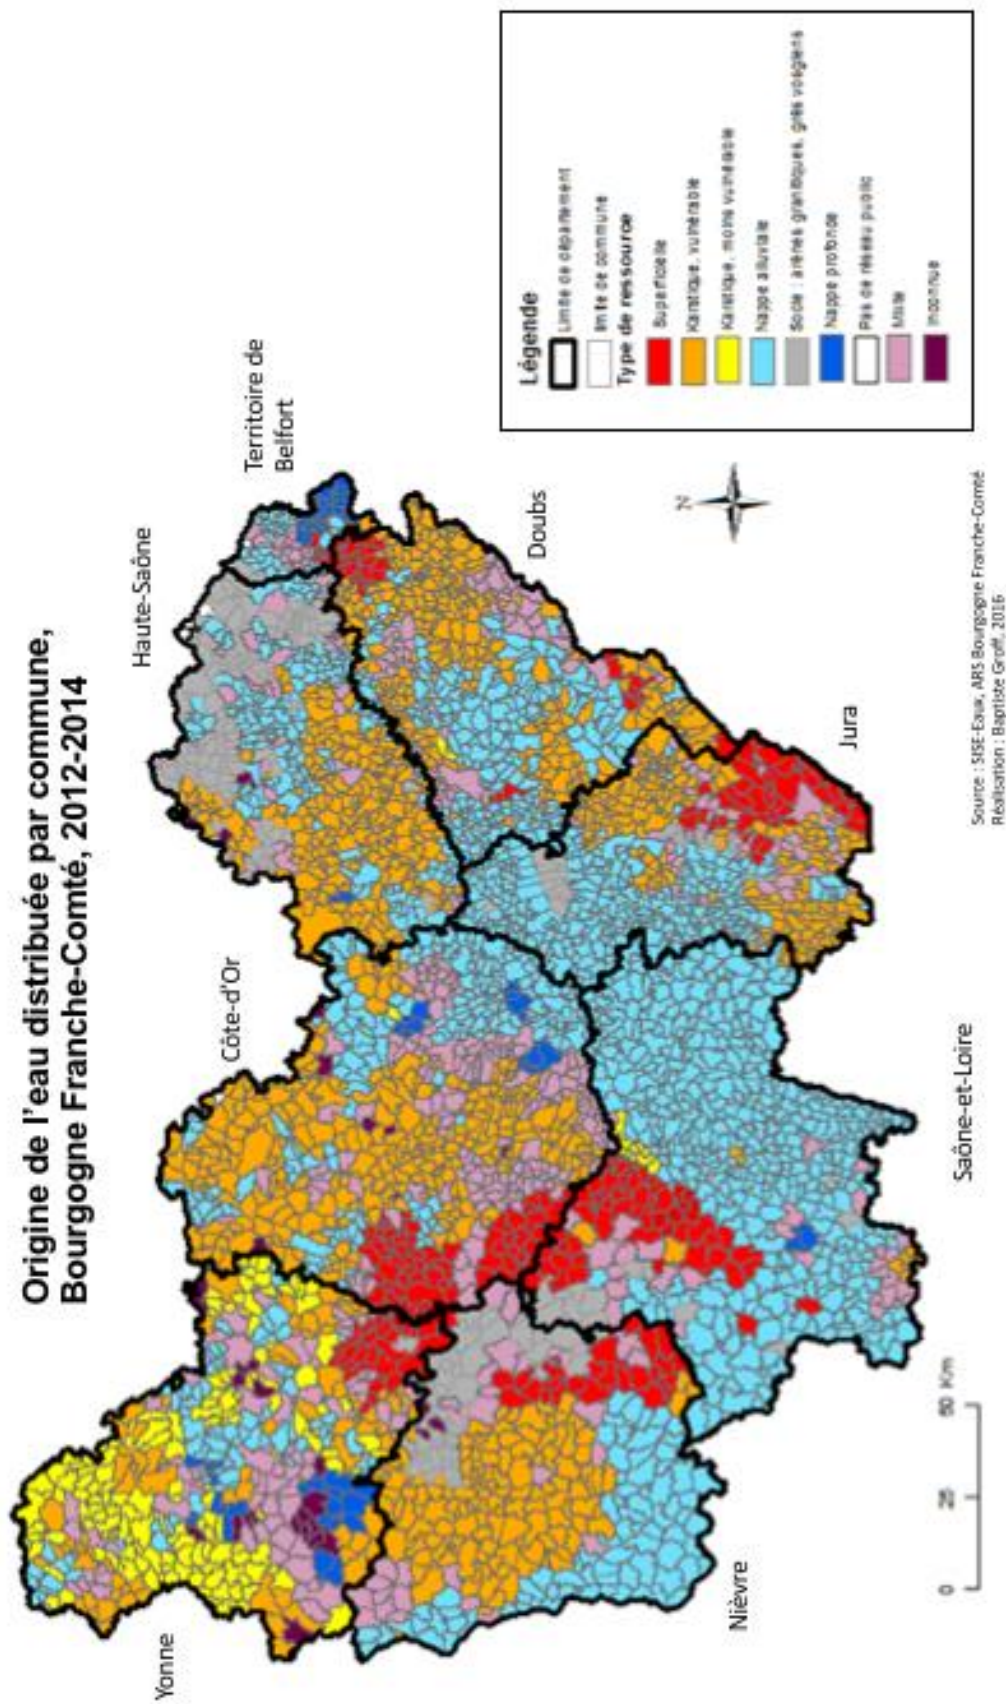 Origine de l'eau distribuée par commune,
Bourgogne Franche-Comté, 2012-2014
Haute-Saône
Territoire de
Belfort
Côte-d'Or
Yonne
Doubs
Jura
Nièvre
Saône-et-Loire
N
0 25 50 Km
Légende
Limite de département
limite de commune
Type de ressource
Superficielle
Karstique, vulnérable
Karstique, moins vulnérable
Nappe alluviale
Socle : arènes granitiques, grès vosgiens
Nappe profonde
Pas de réseau public
Mixte
Inconnue
Source : SISE-Eaux, ARS Bourgogne Franche-Comté
Réalisation : Baptiste Groff, 2016